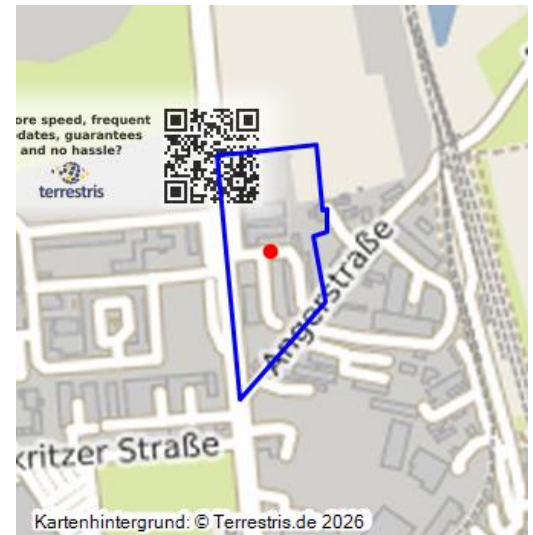 ore speed, frequent
dates, guarantees
and no hassle?
terrestris
Angerstraße
kritzer Straße
Kartenhintergrund: © Terrestris.de 2026